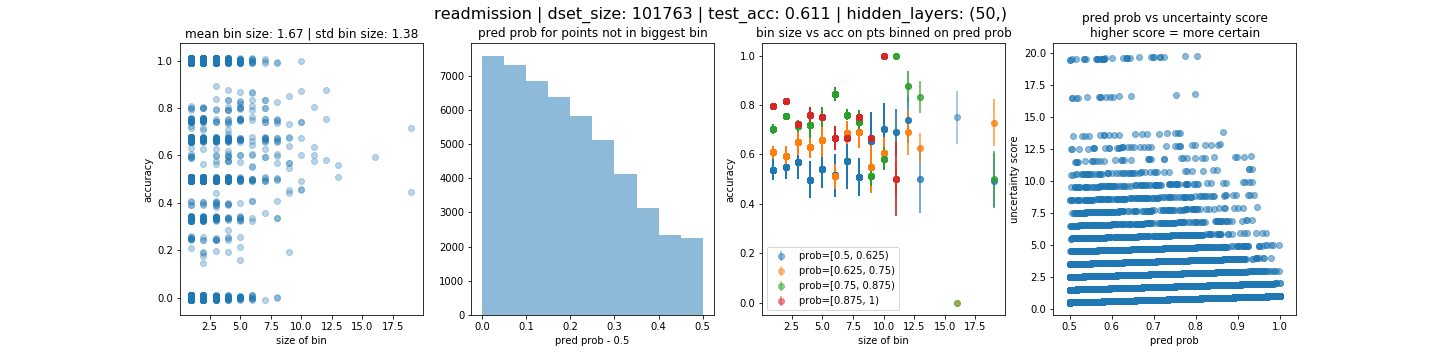 readmission | dset_size: 101763 | test_acc: 0.611 | hidden_layers: (50,)
mean bin size: 1.67 | std bin size: 1.38
accuracy
1.0
0.8
0.6
0.4
0.2
0.0
2.5 5.0 7.5 10.0 12.5 15.0 17.5
size of bin
pred prob for points not in biggest bin
7000
6000
5000
4000
3000
2000
1000
0
0.0 0.1 0.2 0.3 0.4 0.5
pred prob - 0.5
bin size vs acc on pts binned on pred prob
accuracy
1.0
0.8
0.6
0.4
0.2
0.0
prob=[0.5, 0.625)
prob=[0.625, 0.75)
prob=[0.75, 0.875)
prob=[0.875, 1)
2.5 5.0 7.5 10.0 12.5 15.0 17.5
size of bin
pred prob vs uncertainty score
higher score = more certain
uncertainty score
20.0
17.5
15.0
12.5
10.0
7.5
5.0
2.5
0.0
0.5 0.6 0.7 0.8 0.9 1.0
pred prob